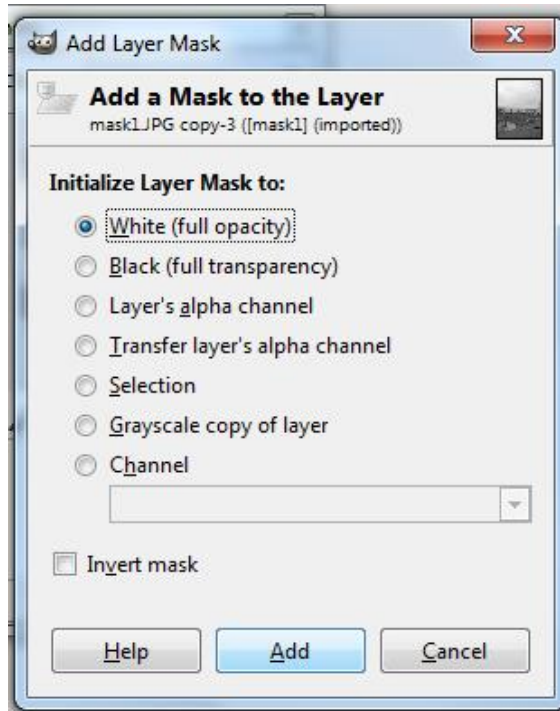 Add Layer Mask
Add a Mask to the Layer
mask1.JPG copy-3 ([mask1] (imported))
Initialize Layer Mask to:
White (full opacity)
Black (full transparency)
Layer's alpha channel
Transfer layer's alpha channel
Selection
Grayscale copy of layer
Channel
Invert mask
Help Add Cancel